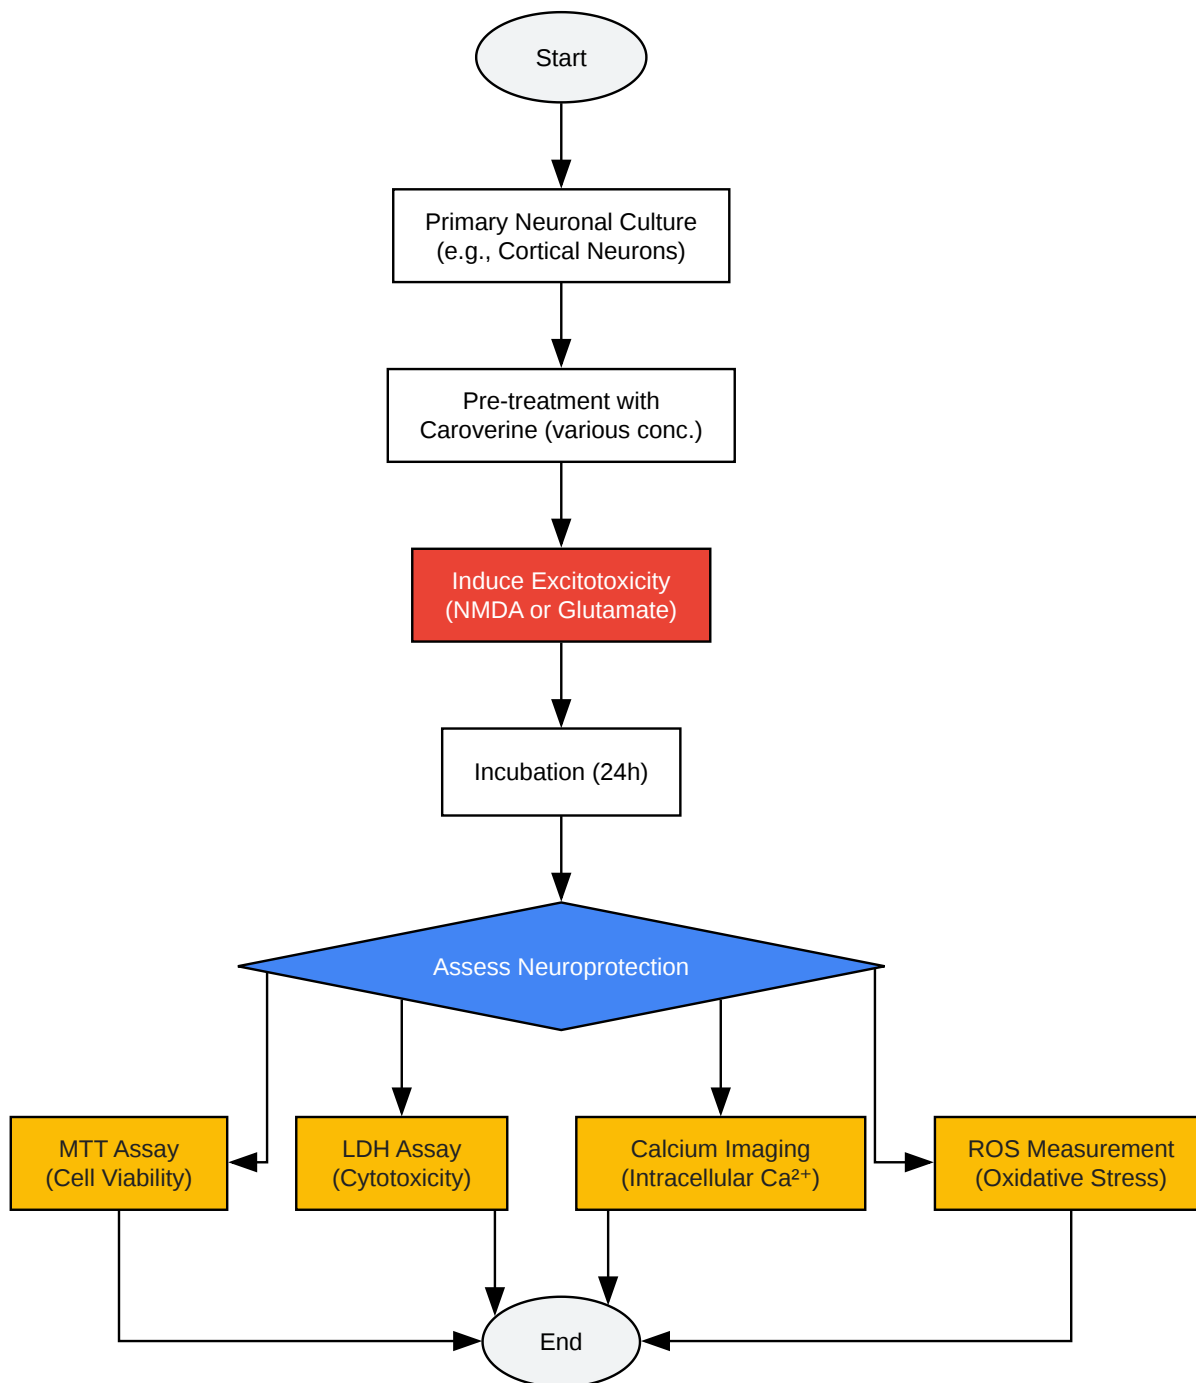 Start
Primary Neuronal Culture
(e.g., Cortical Neurons)
Pre-treatment with
Caroverine (various conc.)
Induce Excitotoxicity
(NMDA or Glutamate)
Incubation (24h)
Assess Neuroprotection
MTT Assay
(Cell Viability)
LDH Assay
(Cytotoxicity)
Calcium Imaging
(Intracellular Ca²⁺)
ROS Measurement
(Oxidative Stress)
End